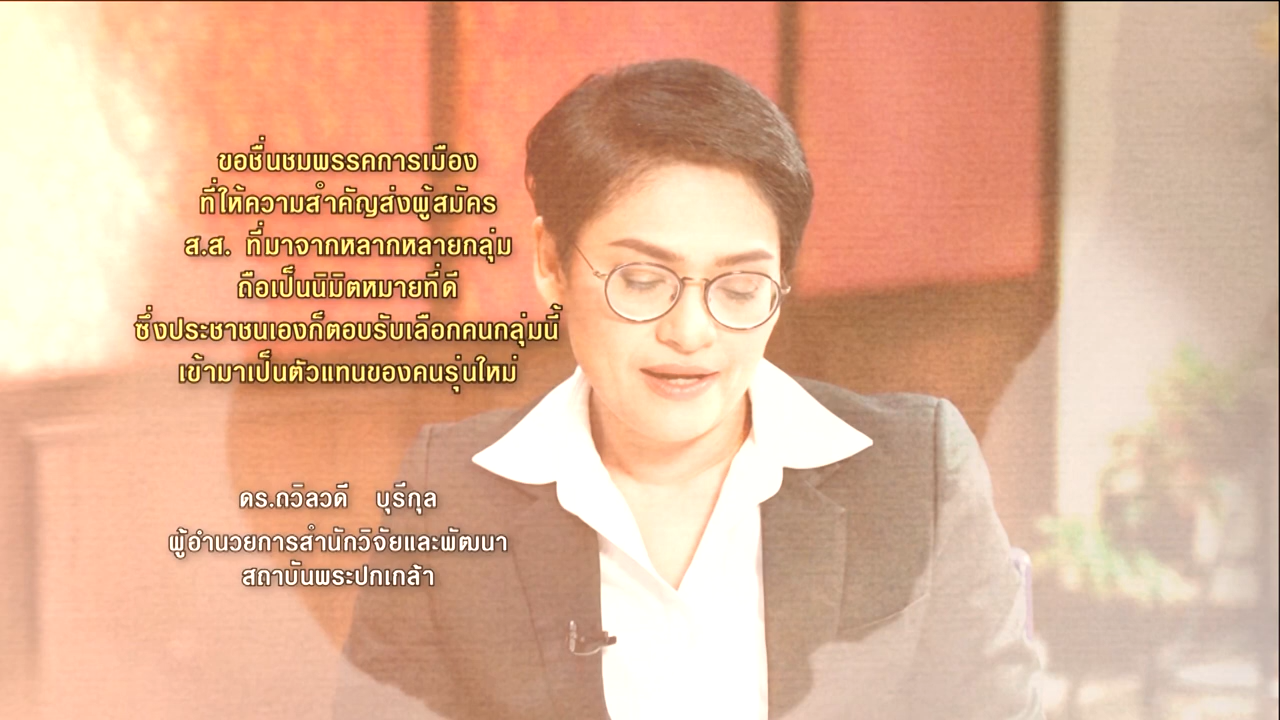 ขอชื่นชมพรรคการเมือง
ที่ให้ความสำคัญส่งผู้สมัคร
ส.ส. ที่มาจากหลากหลายกลุ่ม
ถือเป็นนิมิตหมายที่ดี
ซึ่งประชาชนเองก็ตอบรับเลือกคนกลุ่มนี้
เข้ามาเป็นตัวแทนของคนรุ่นใหม่
ดร.ถวิลวดี บุรีกุล
ผู้อำนวยการสำนักวิจัยและพัฒนา
สถาบันพระปกเกล้า